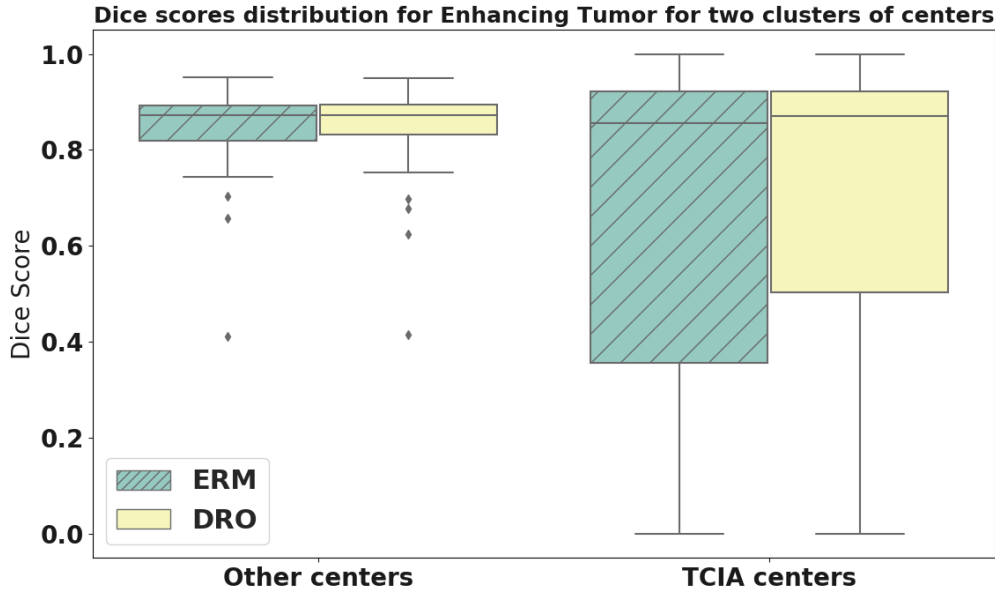 Dice scores distribution for Enhancing Tumor for two clusters of centers
1.0
0.8
0.6
0.4
0.2
0.0
Dice Score
ERM
DRO
Other centers
TCIA centers